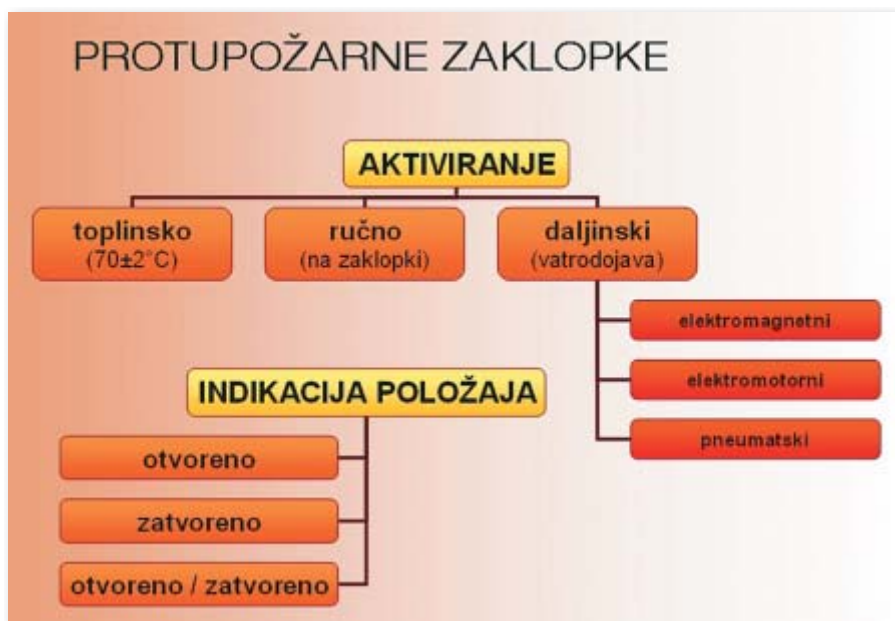 PROTUPOŽARNE ZAKLOPKE
AKTIVIRANJE
toplinsko
(70±2°C)
ručno
(na zaklopki)
daljinski
(vatrodojava)
elektromagnetni
elektromotorni
pneumatski
INDIKACIJA POLOŽAJA
otvoreno
zatvoreno
otvoreno / zatvoreno